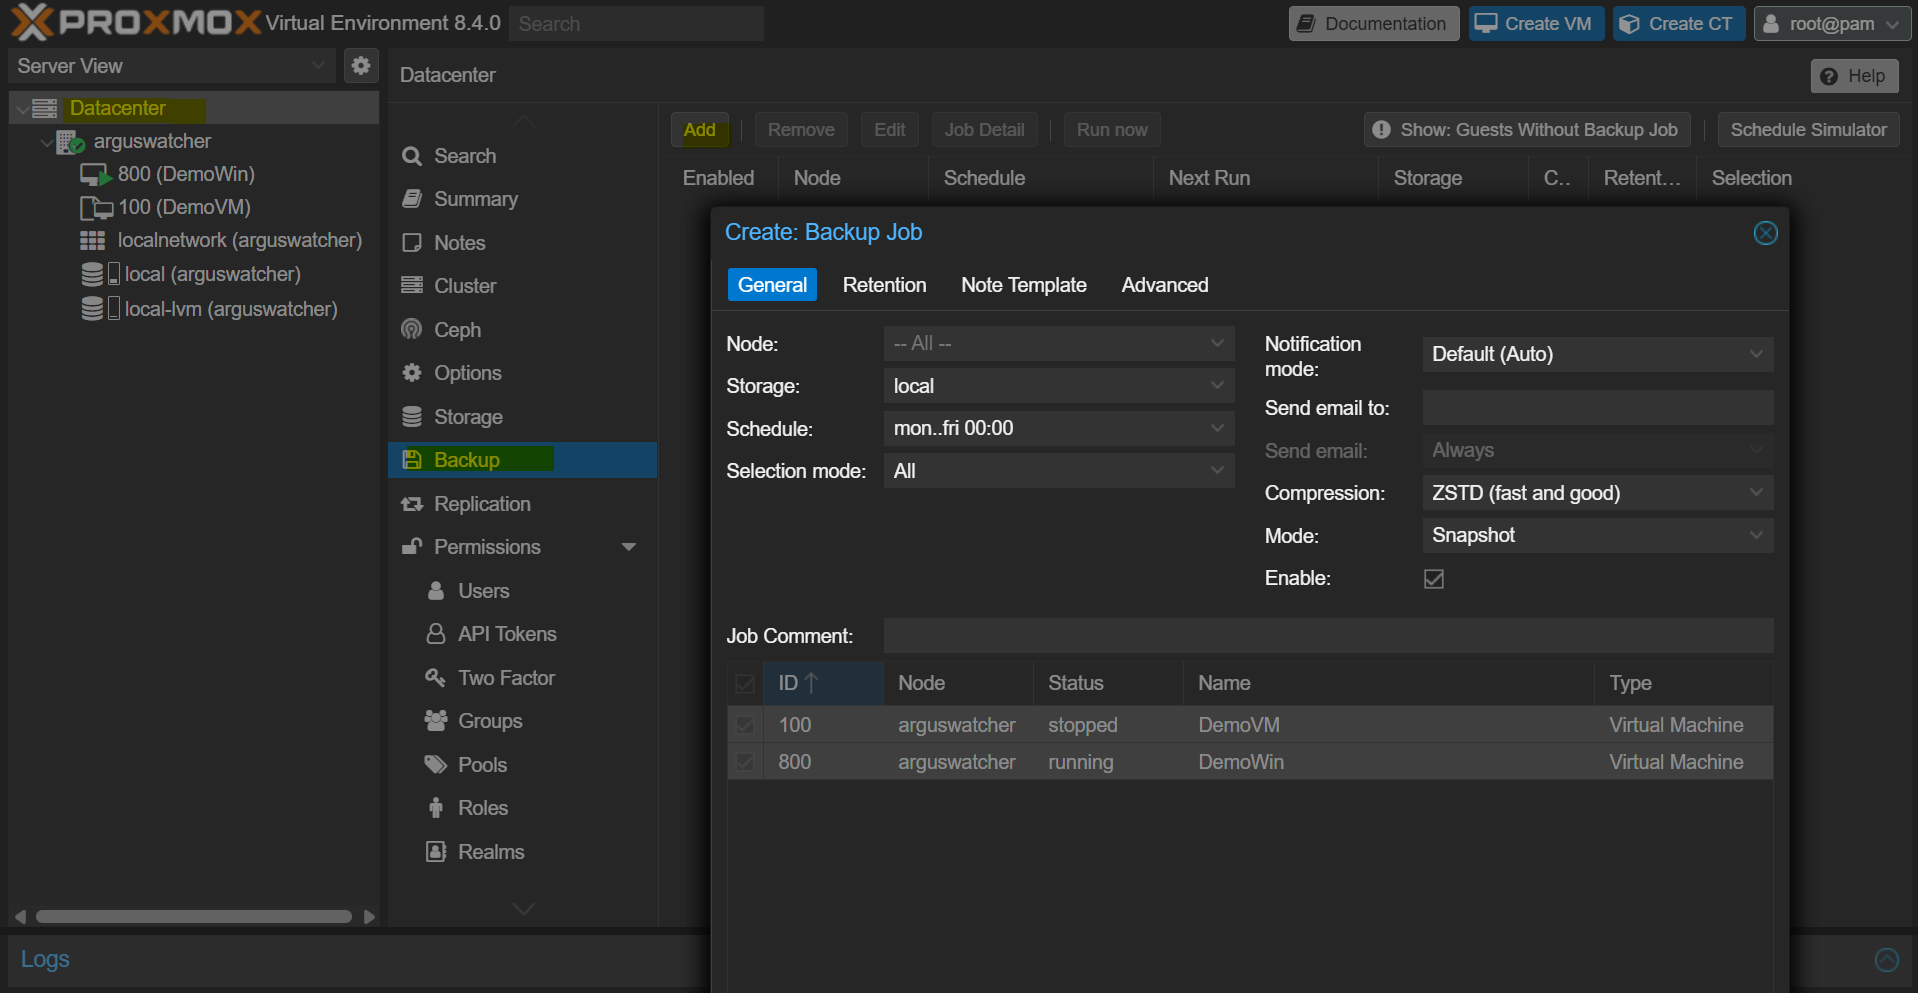 PROXMOX Virtual Environment 8.4.0 Search Documentation Create VM Create CT root@pam
Server View
Datacenter
arguswatcher
800 (DemoWin)
100 (DemoVM)
localnetwork (arguswatcher)
local (arguswatcher)
local-lvm (arguswatcher)
Datacenter Help
Search
Summary
Notes
Cluster
Ceph
Options
Storage
Backup
Replication
Permissions
Users
API Tokens
Two Factor
Groups
Pools
Roles
Realms
Add Remove Edit Job Detail Run now Show: Guests Without Backup Job Schedule Simulator
Enabled Node Schedule Next Run Storage C.. Retent... Selection
Create: Backup Job
General Retention Note Template Advanced
Node: -- All --
Storage: local
Schedule: mon..fri 00:00
Selection mode: All
Notification
mode: Default (Auto)
Send email to:
Send email: Always
Compression: ZSTD (fast and good)
Mode: Snapshot
Enable:
Job Comment:
ID Node Status Name Type
100 arguswatcher stopped DemoVM Virtual Machine
800 arguswatcher running DemoWin Virtual Machine
Logs